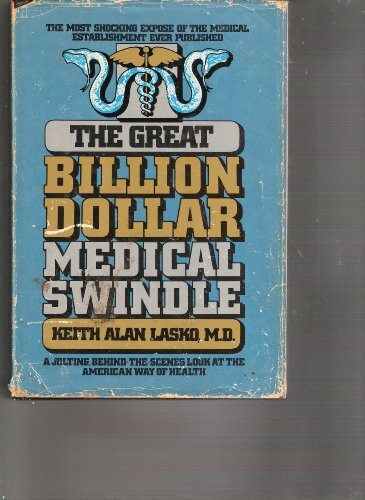 THE MOST SHOCKING EXPOSE OF THE MEDICAL
ESTABLISHMENT EVER PUBLISHED
THE GREAT
BILLION
DOLLAR
MEDICAL
SWINDLE
KEITH ALAN LASKO, M.D.
A JOLTING, BEHIND-THE-SCENES LOOK AT THE
AMERICAN WAY OF HEALTH